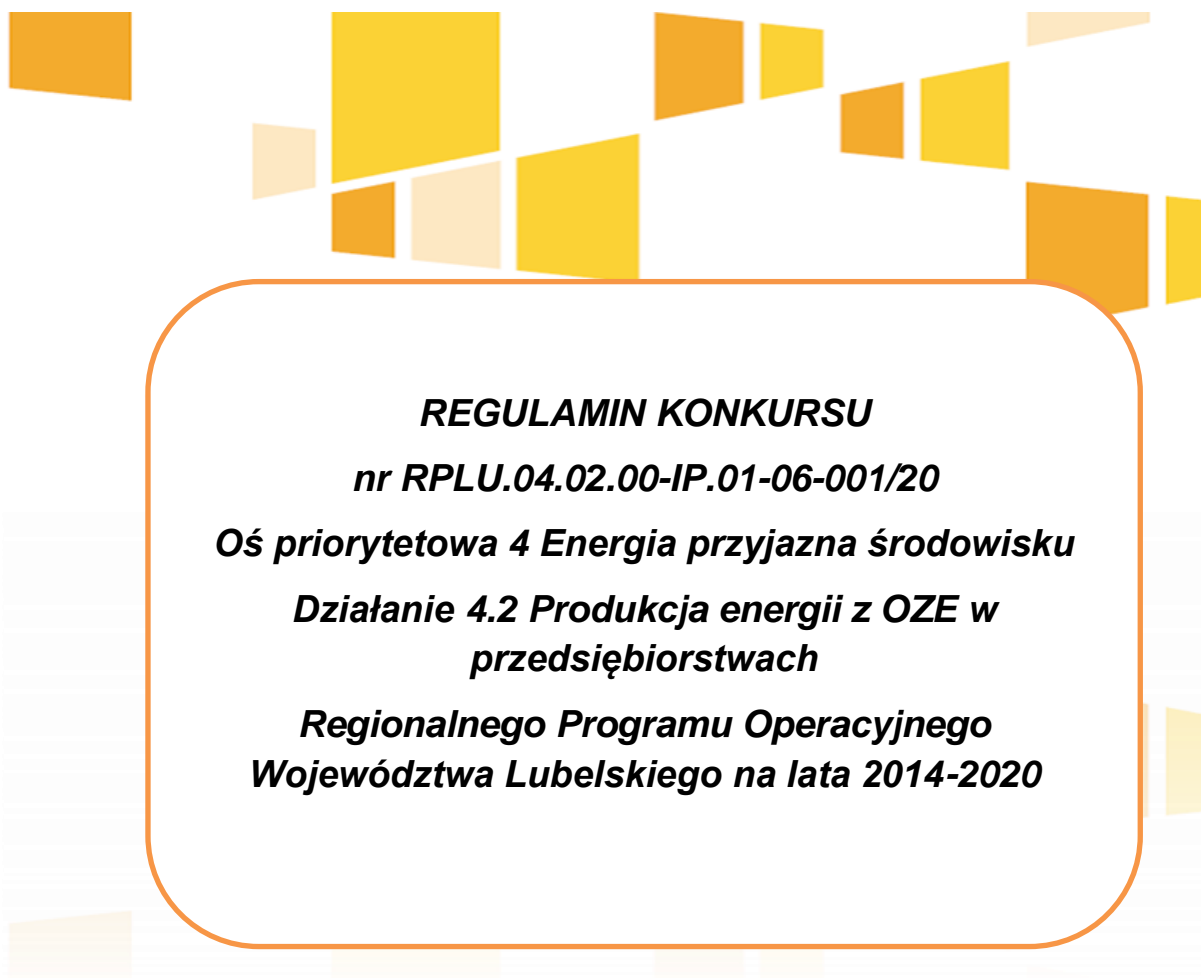 REGULAMIN KONKURSU
nr RPLU.04.02.00-IP.01-06-001/20
Oś priorytetowa 4 Energia przyjazna środowisku
Działanie 4.2 Produkcja energii z OZE w
przedsiębiorstwach
Regionalnego Programu Operacyjnego
Województwa Lubelskiego na lata 2014-2020